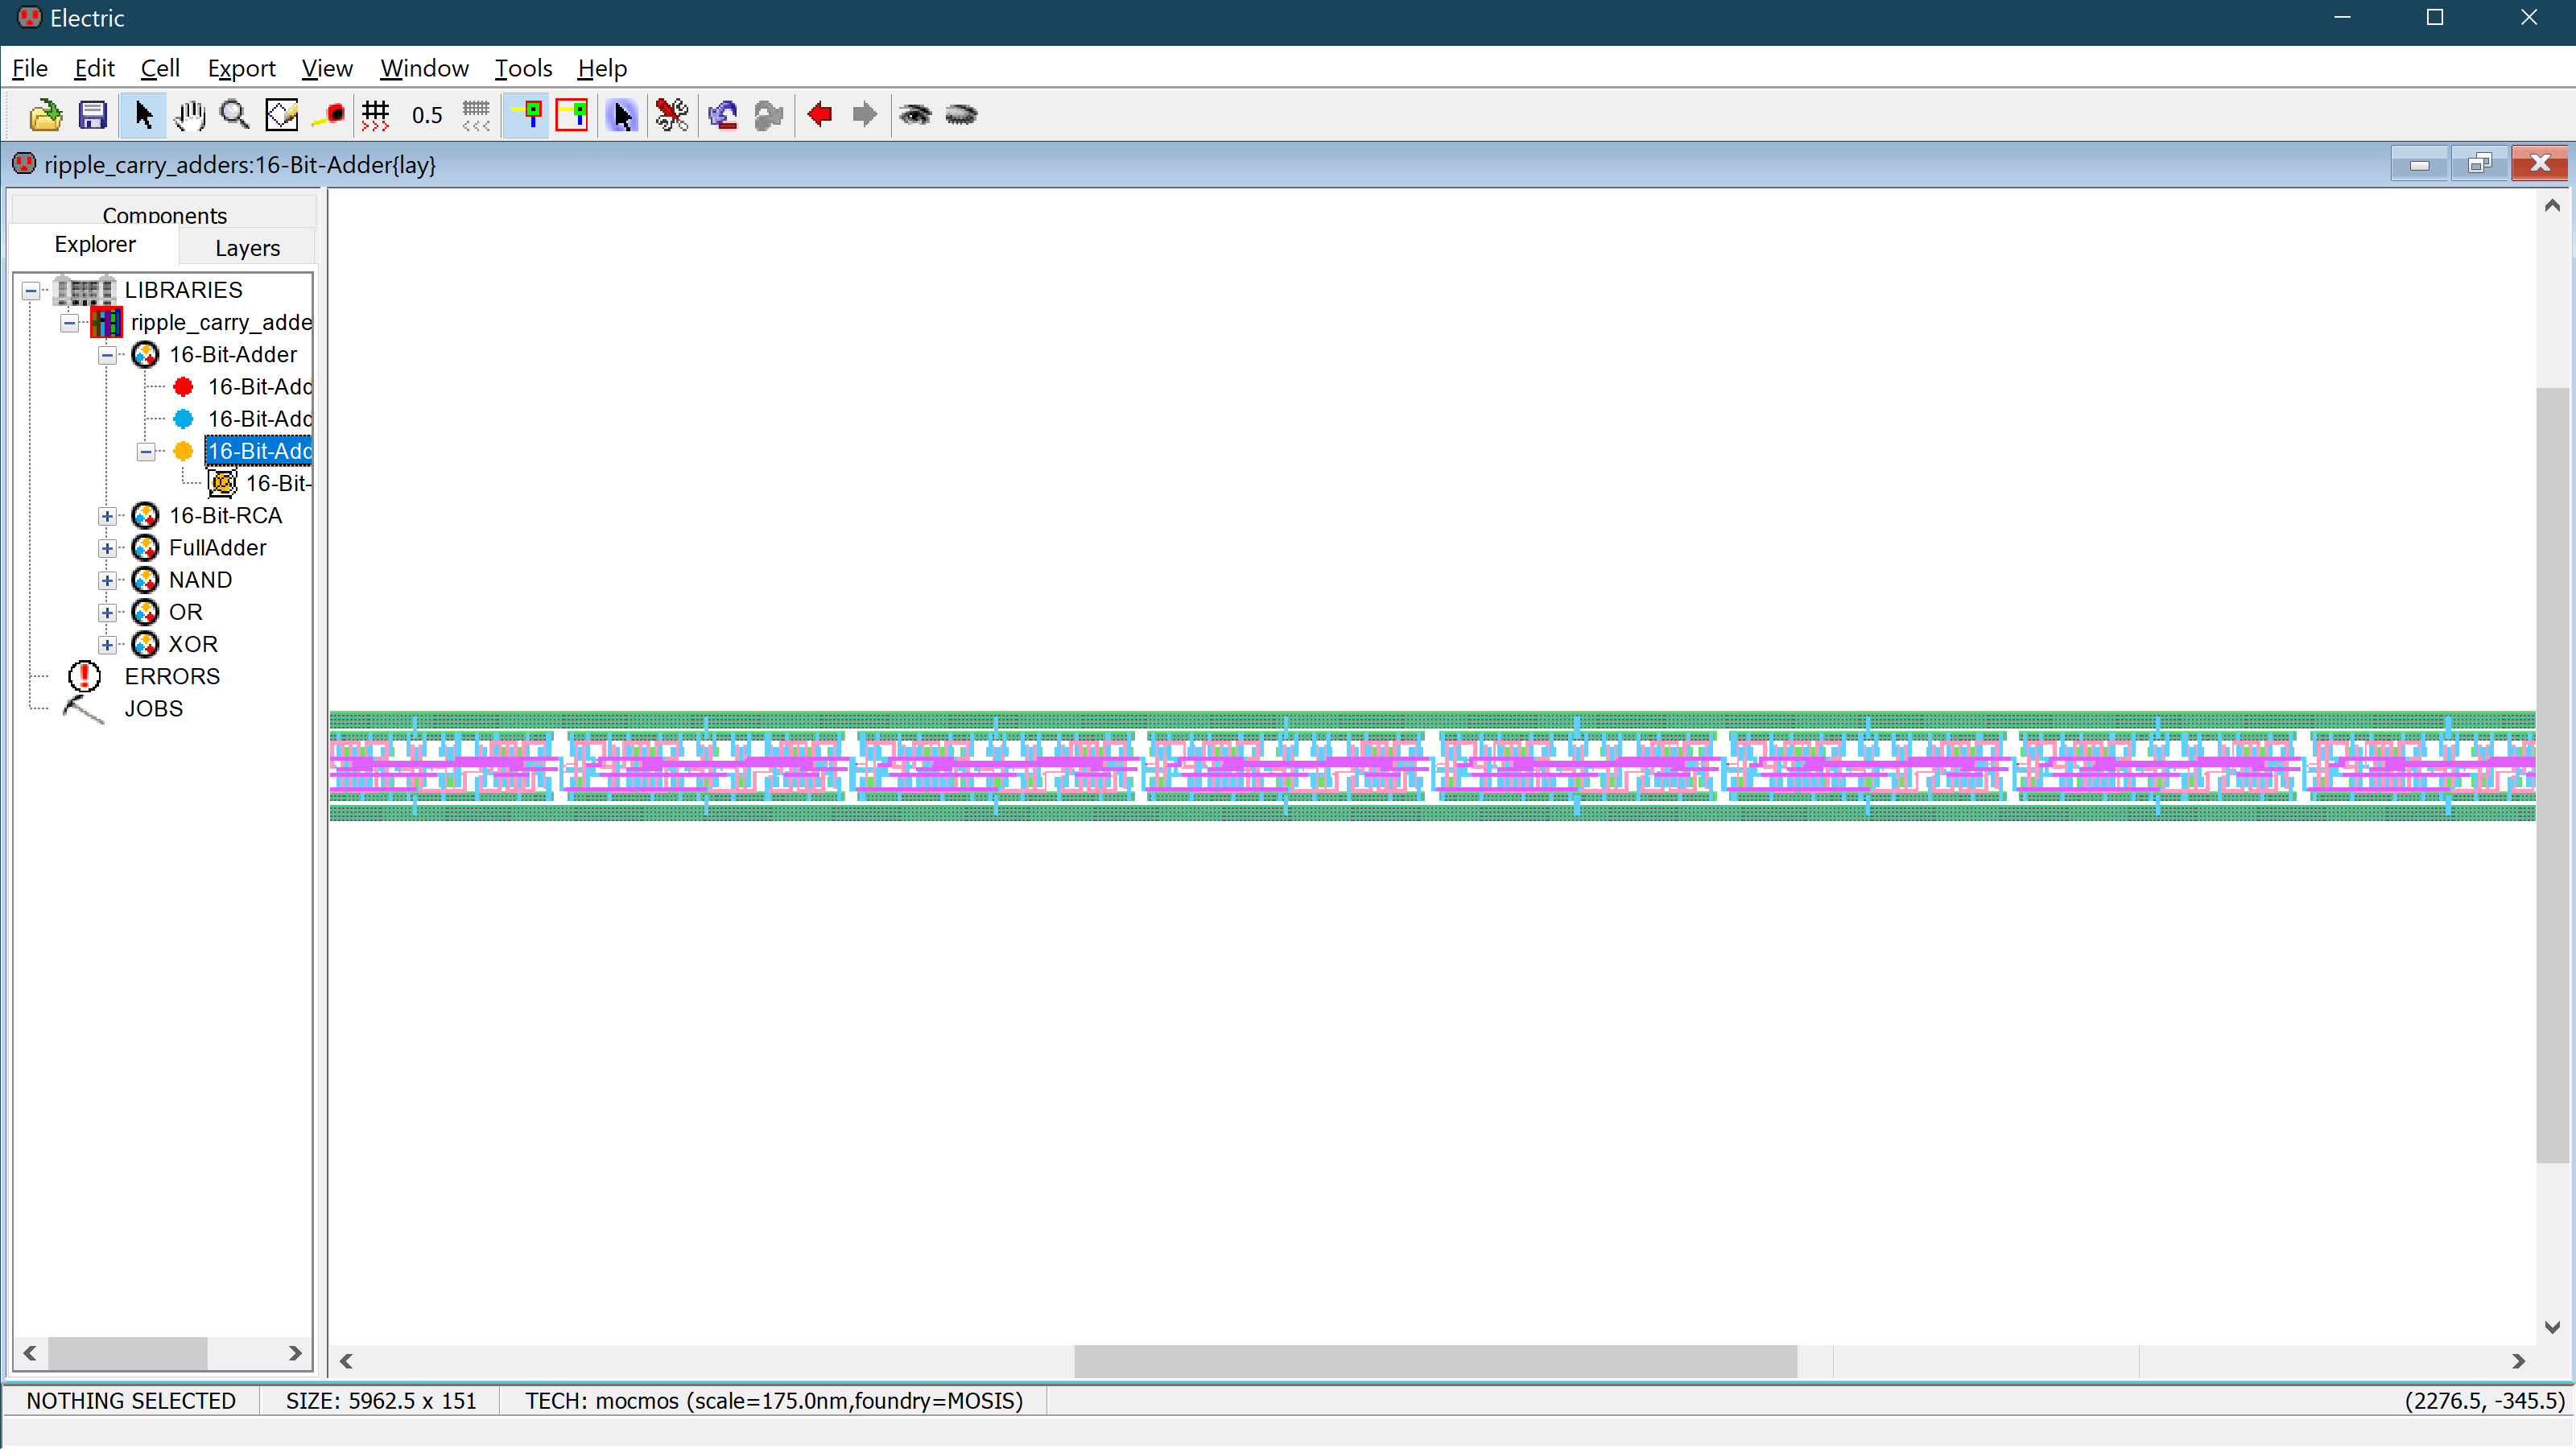 Electric
File Edit Cell Export View Window Tools Help
0.5
ripple_carry_adders:16-Bit-Adder{lay}
Components
Explorer
Layers
LIBRARIES
ripple_carry_adde
16-Bit-Adder
16-Bit-Add
16-Bit-Add
16-Bit-Add
16-Bit-
16-Bit-RCA
FullAdder
NAND
OR
XOR
ERRORS
JOBS
NOTHING SELECTED SIZE: 5962.5 x 151 TECH: mocmos (scale=175.0nm,foundry=MOSIS) (2276.5, -345.5)